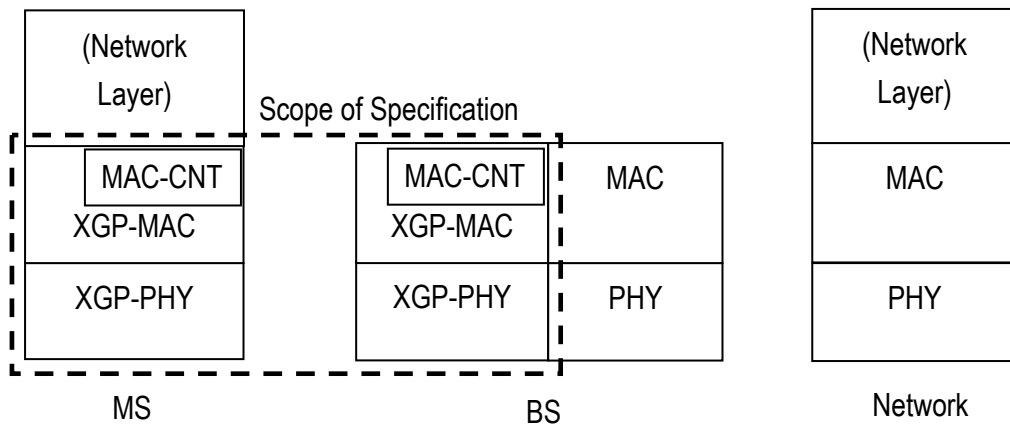 (Network
Layer)
(Network
Layer)
Scope of Specification
MAC-CNT
XGP-MAC
MAC-CNT
XGP-MAC
MAC
MAC
XGP-PHY
XGP-PHY
PHY
PHY
MS
BS
Network